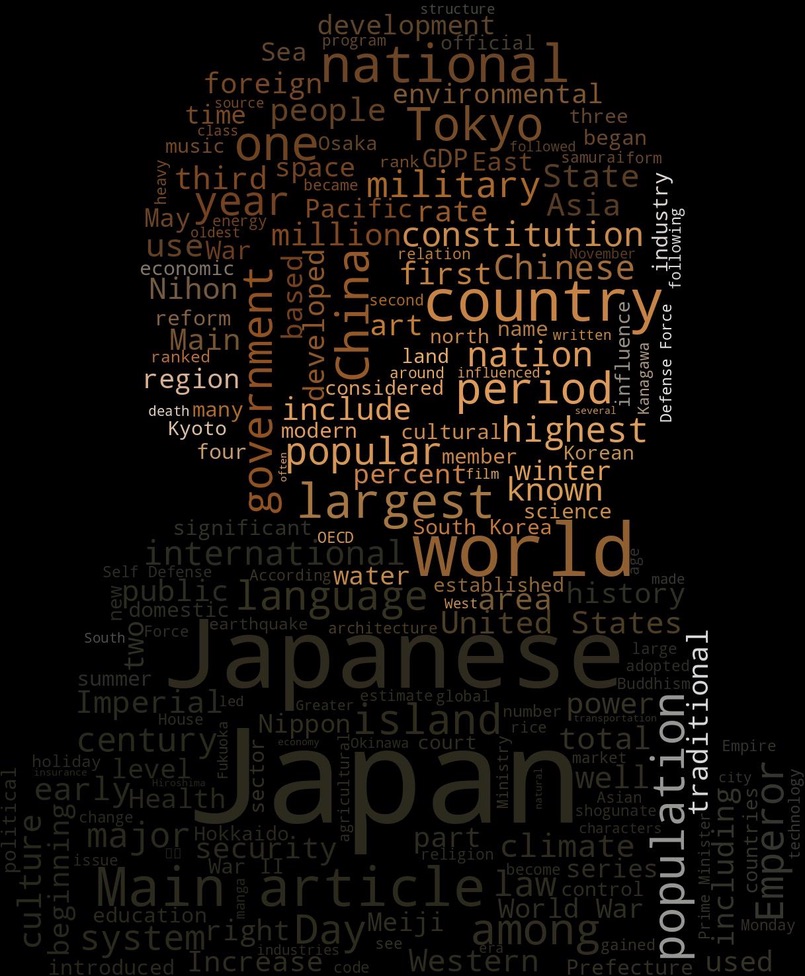 structure
development
program
official
Sea
national
foreign
environmental
source
time
people
Tokyo
three
class
one
Osaka
followed
began
music
rank
GDP
East
samurai
form
heavy
third
space
became
military
State
industry
year
Pacific
rate
Asia
following
May
energy
oldest
million
constitution
use
War
relation
November
economic
based
developed
China
first
Chinese
Nihon
government
second
country
reform
art
north
name
written
influence
Defense Force
Main
ranked
land
nation
Kanagawa
around
influenced
region
considered
period
death
many
include
several
Kyoto
modern
cultural
highest
four
often
popular
member
Korean
percent
film
winter
largest
known
science
significant
OECD
South Korea
international
world
age
Self Defense
According
water
established
made
new
public
language
West
area
history
domestic
South
two
Force
earthquake
architecture
United States
Japanese
large
adopted
traditional
summer
Buddhism
Imperial
led
estimate
global
population
House
Greater
Nippon
island
number
power
rice
transportation
century
Fukuoka
sector
economy
Okinawa
court
total
Empire
holiday
insurance
level
Japan
Ministry
market
political
early
Hiroshima
agricultural
natural
well
city
Emperor
technology
Health
Asian
shogunate
countries
change
major
Hokkaido
characters
including
culture
beginning
security
part
climate
Prime Minister
issue
War II
religion
become
series
Main article
law
control
manga
education
World War
system
right
Day
Meiji
among
Monday
see
era
gained
industries
introduced
Increase
code
Western
Prefecture
used